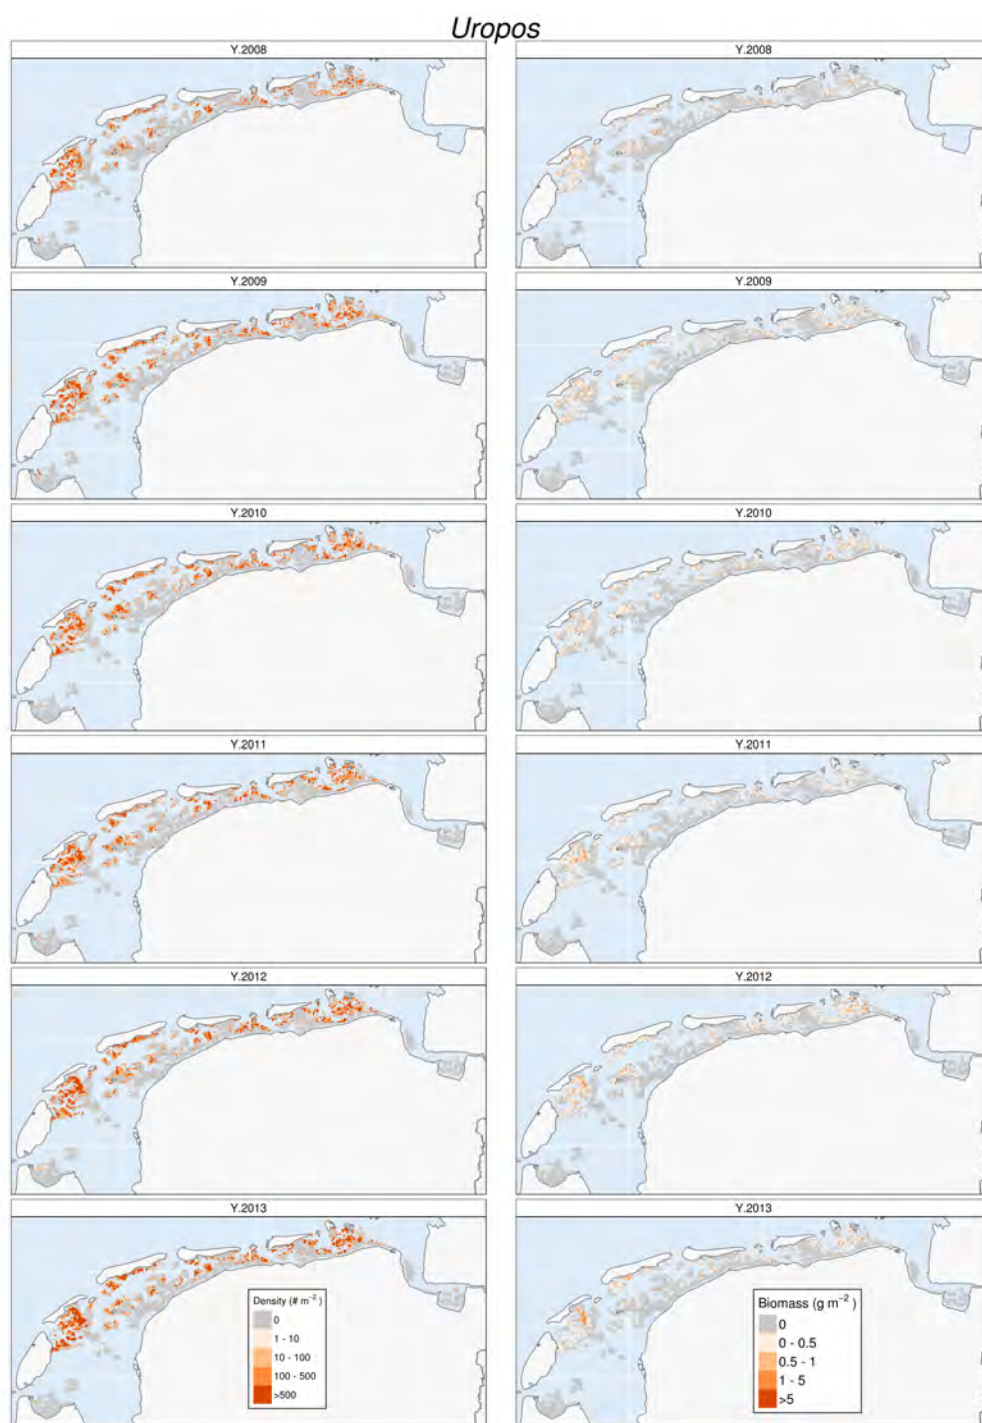 Uropos
Y.2008
Y.2008
Y.2009
Y.2009
Y.2010
Y.2010
Y.2011
Y.2011
Y.2012
Y.2012
Y.2013
Y.2013
Density (# m⁻²)
0
1 - 10
10 - 100
100 - 500
>500
Biomass (g m⁻²)
0
0 - 0.5
0.5 - 1
1 - 5
>5